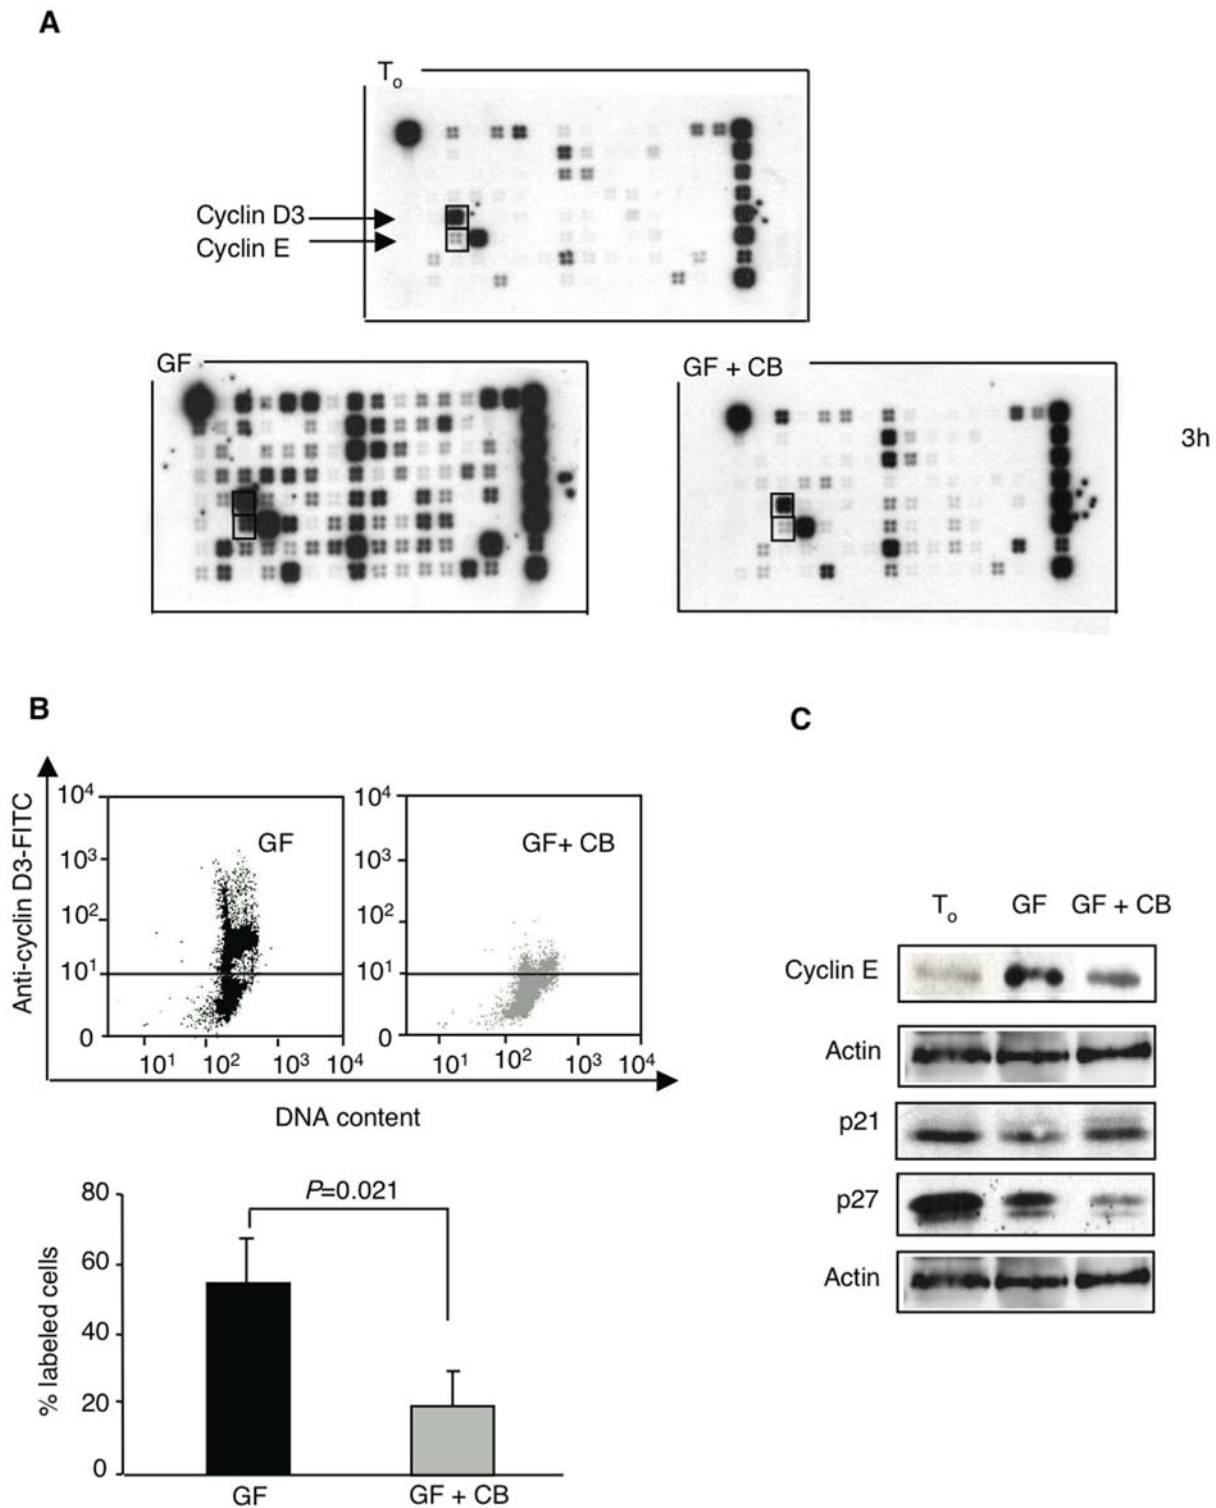 A
T₀
Cyclin D3
Cyclin E
GF
GF + CB
3h
B
Anti-cyclin D3-FITC
10⁴
10³
10²
10¹
0
GF
10¹ 10² 10³ 10⁴
10⁴
10³
10²
10¹
0
GF+ CB
10¹ 10² 10³ 10⁴
DNA content
% labeled cells
80
60
40
20
0
P=0.021
GF GF + CB
C
T₀ GF GF + CB
Cyclin E
Actin
p21
p27
Actin